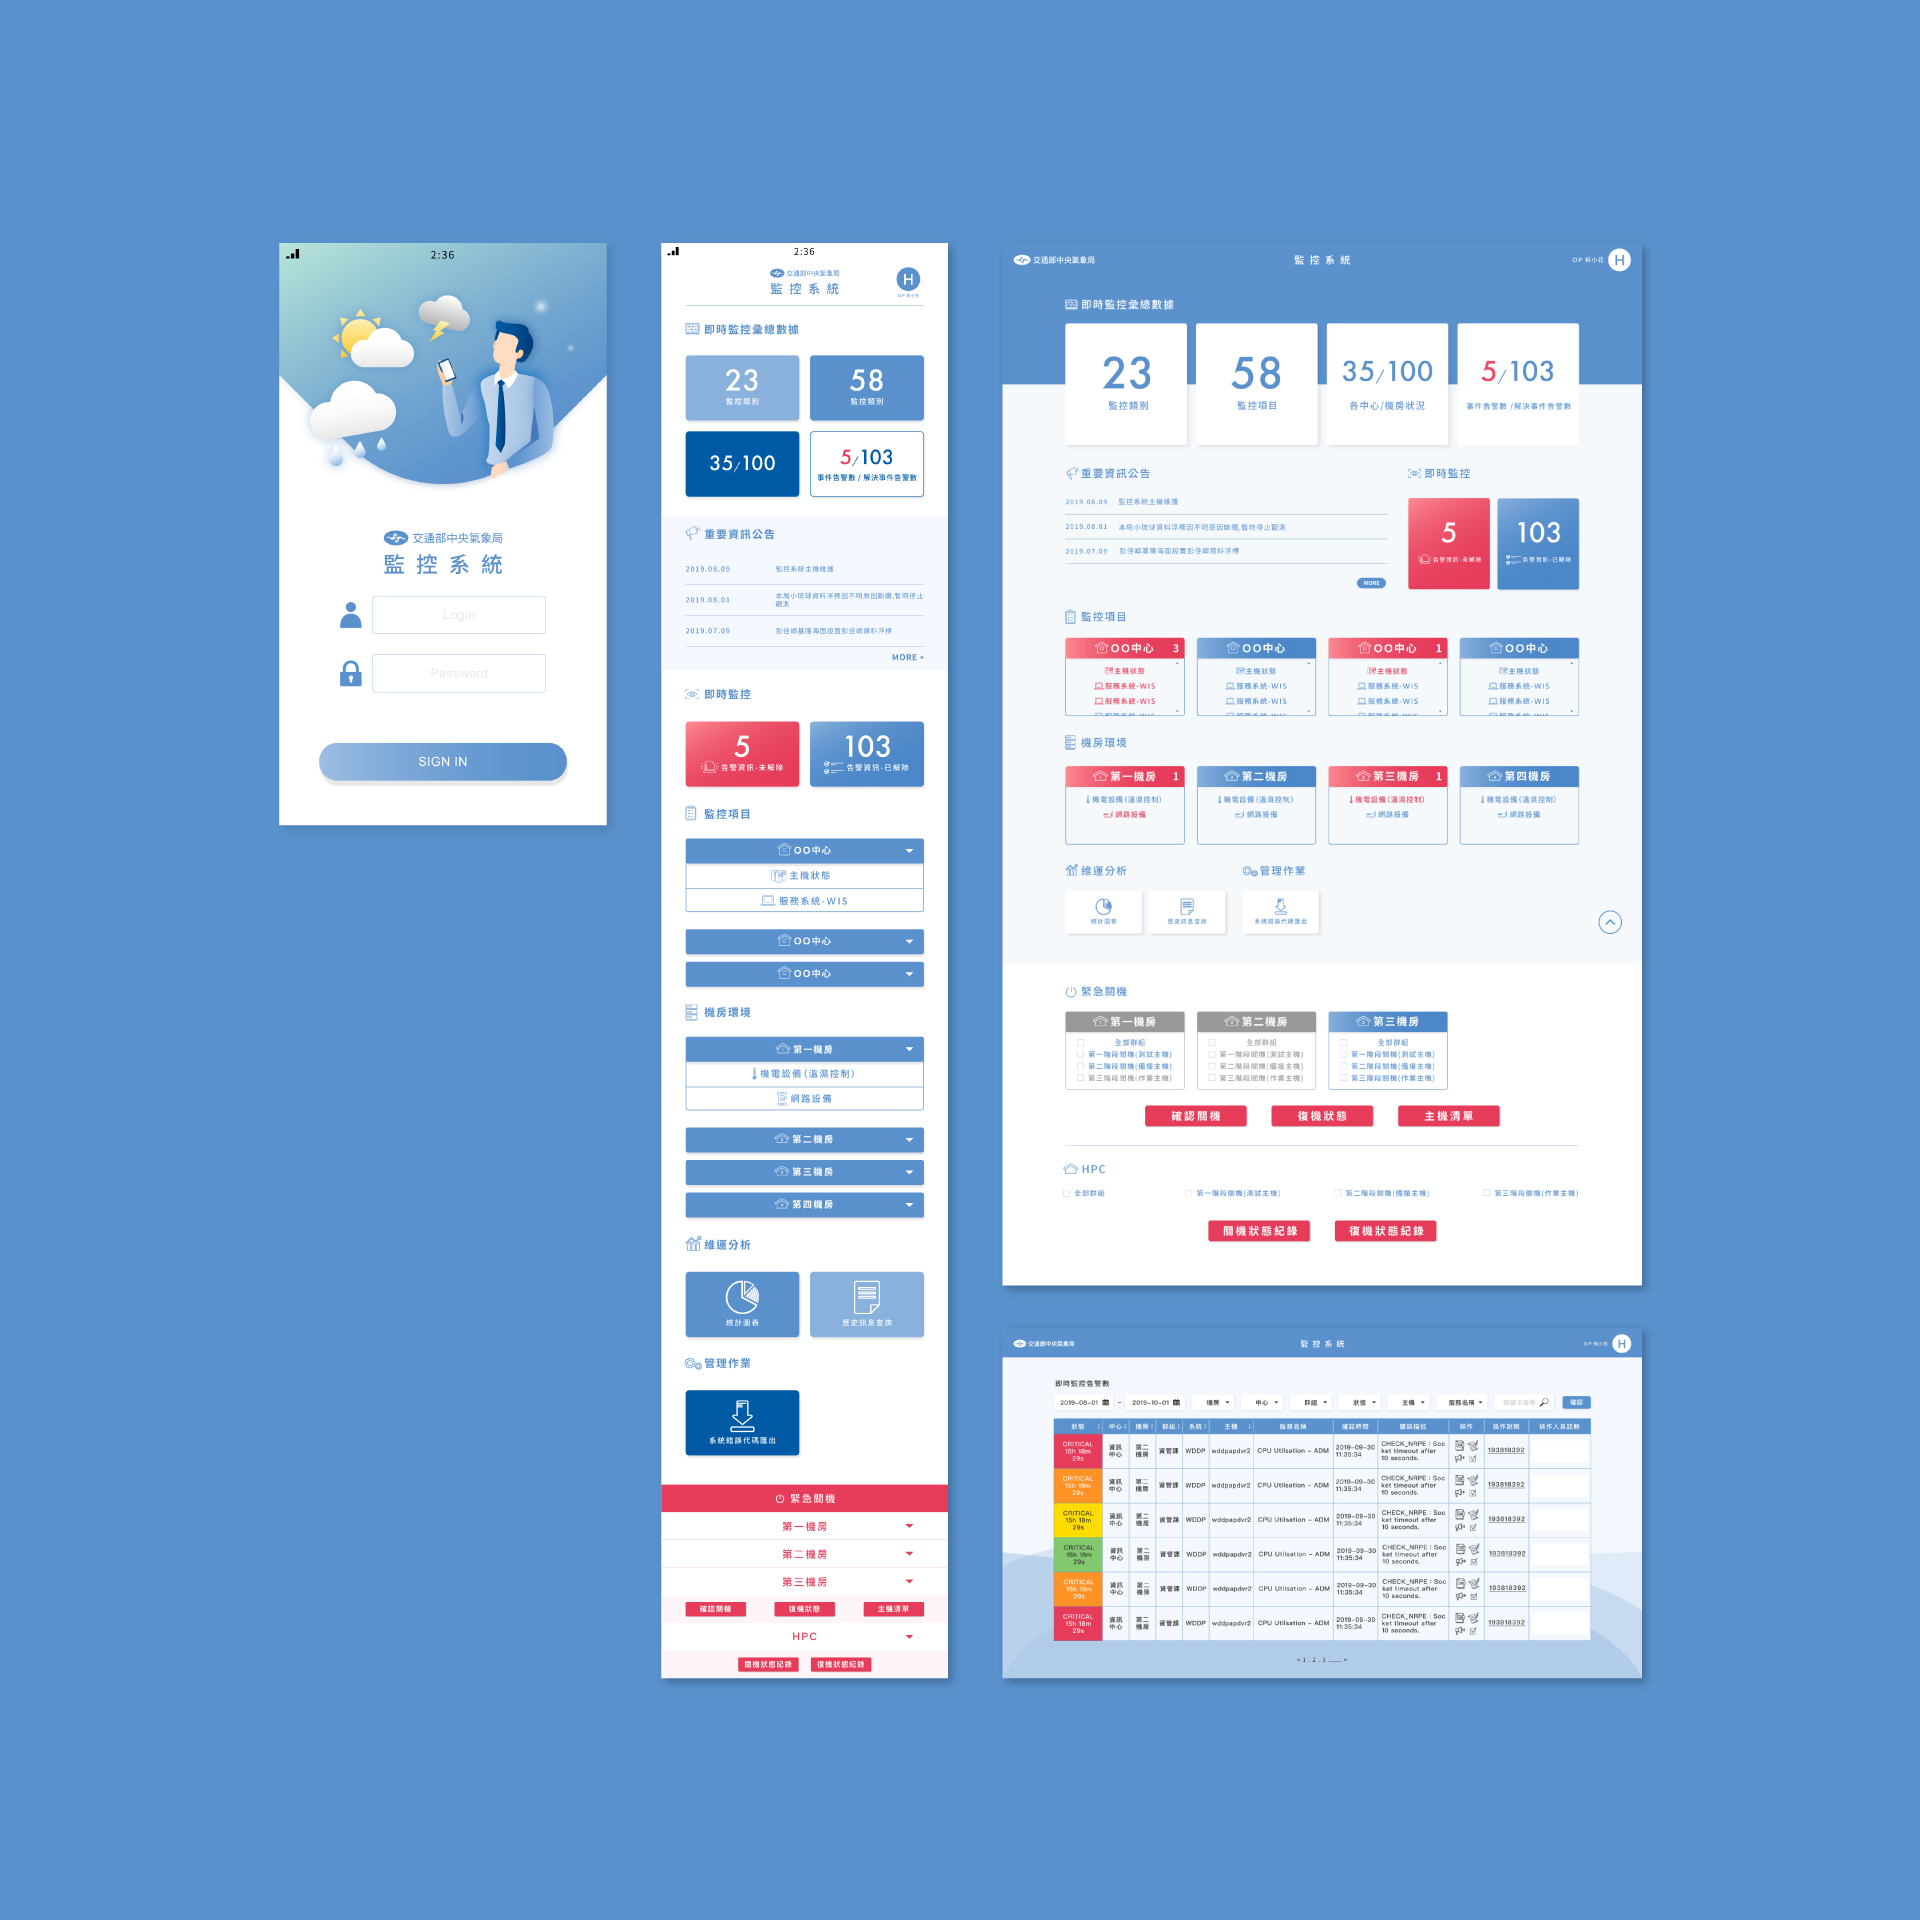 2:36
交通部中央氣象局
監控系統
Login
Password
SIGN IN
2:36
交通部中央氣象局
監控系統
H
OP 何小花
即時監控彙總數據
23
監控類別
58
監控類別
35/100
5/103
事件告警數 / 解決事件告警數
重要資訊公告
2019.08.09 監控系統主機維護
2019.08.01 本局小琉球資料浮標因不明原因斷纜,暫時停止
觀測
2019.07.09 彭佳嶼基隆海面設置彭佳嶼資料浮標
MORE
即時監控
5
告警資訊-未解除
103
告警資訊-已解除
監控項目
OO中心
主機狀態
服務系統-WIS
OO中心
OO中心
機房環境
第一機房
機電設備(溫濕控制)
網路設備
第二機房
第三機房
第四機房
維運分析
統計圖表
歷史訊息查詢
管理作業
系統錯誤代碼匯出
緊急關機
第一機房
第二機房
第三機房
確認關機 復機狀態 主機清單
HPC
關機狀態紀錄 復機狀態紀錄
交通部中央氣象局 監控系統 OP 何小花 H
即時監控彙總數據
23
監控類別
58
監控項目
35/100
各中心/機房狀況
5/103
事件告警數 /解決事件告警數
重要資訊公告
2019.08.09 監控系統主機維護
2019.08.01 本局小琉球資料浮標因不明原因斷纜,暫時停止觀測
2019.07.09 彭佳嶼基隆海面設置彭佳嶼資料浮標
MORE
即時監控
5
告警資訊-未解除
103
告警資訊-已解除
監控項目
OO中心 3 OO中心 OO中心 1 OO中心
主機狀態 主機狀態 主機狀態 主機狀態
服務系統-WIS 服務系統-WIS 服務系統-WIS 服務系統-WIS
服務系統-WIS 服務系統-WIS 服務系統-WIS 服務系統-WIS
服務系統-WIS 服務系統-WIS 服務系統-WIS 服務系統-WIS
機房環境
第一機房 1 第二機房 第三機房 1 第四機房
機電設備(溫濕控制) 機電設備(溫濕控制) 機電設備(溫濕控制) 機電設備(溫濕控制)
網路設備 網路設備 網路設備 網路設備
維運分析 管理作業
統計圖表 歷史訊息查詢 系統錯誤代碼匯出
緊急關機
第一機房 第二機房 第三機房
全部群組 全部群組 全部群組
第一階段關機(測試主機) 第一階段關機(測試主機) 第一階段關機(測試主機)
第二階段關機(備援主機) 第二階段關機(備援主機) 第二階段關機(備援主機)
第三階段關機(作業主機) 第三階段關機(作業主機) 第三階段關機(作業主機)
確認關機 復機狀態 主機清單
HPC
全部群組 第一階段關機(測試主機) 第二階段關機(備援主機) 第三階段關機(作業主機)
關機狀態紀錄 復機狀態紀錄
交通部中央氣象局 監控系統 OP 何小花 H
即時監控告警數
2019-08-01 - 2019-10-01 機房 中心 群組 狀態 主機 服務名稱 關鍵字搜尋 確認
狀態 中心 機房 群組 系統 主機 服務名稱 確認時間 錯誤描述 操作 操作說明 操作人員註明
CRITICAL 15h 18m 29s 資訊中心 第二機房 資管課 WDDP wddpapdvr2 CPU Utilsation - ADM 2019-09-30 11:35:34 CHECK_NRPE：Socket timeout after 10 seconds. 193818392
CRITICAL 15h 18m 29s 資訊中心 第二機房 資管課 WDDP wddpapdvr2 CPU Utilsation - ADM 2019-09-30 11:35:34 CHECK_NRPE：Socket timeout after 10 seconds. 193818392
CRITICAL 15h 18m 29s 資訊中心 第二機房 資管課 WDDP wddpapdvr2 CPU Utilsation - ADM 2019-09-30 11:35:34 CHECK_NRPE：Socket timeout after 10 seconds. 193818392
CRITICAL 15h 18m 29s 資訊中心 第二機房 資管課 WDDP wddpapdvr2 CPU Utilsation - ADM 2019-09-30 11:35:34 CHECK_NRPE：Socket timeout after 10 seconds. 193818392
CRITICAL 15h 18m 29s 資訊中心 第二機房 資管課 WDDP wddpapdvr2 CPU Utilsation - ADM 2019-09-30 11:35:34 CHECK_NRPE：Socket timeout after 10 seconds. 193818392
CRITICAL 15h 18m 29s 資訊中心 第二機房 資管課 WDDP wddpapdvr2 CPU Utilsation - ADM 2019-09-30 11:35:34 CHECK_NRPE：Socket timeout after 10 seconds. 193818392
< 1 . 2 . 3 ...... >